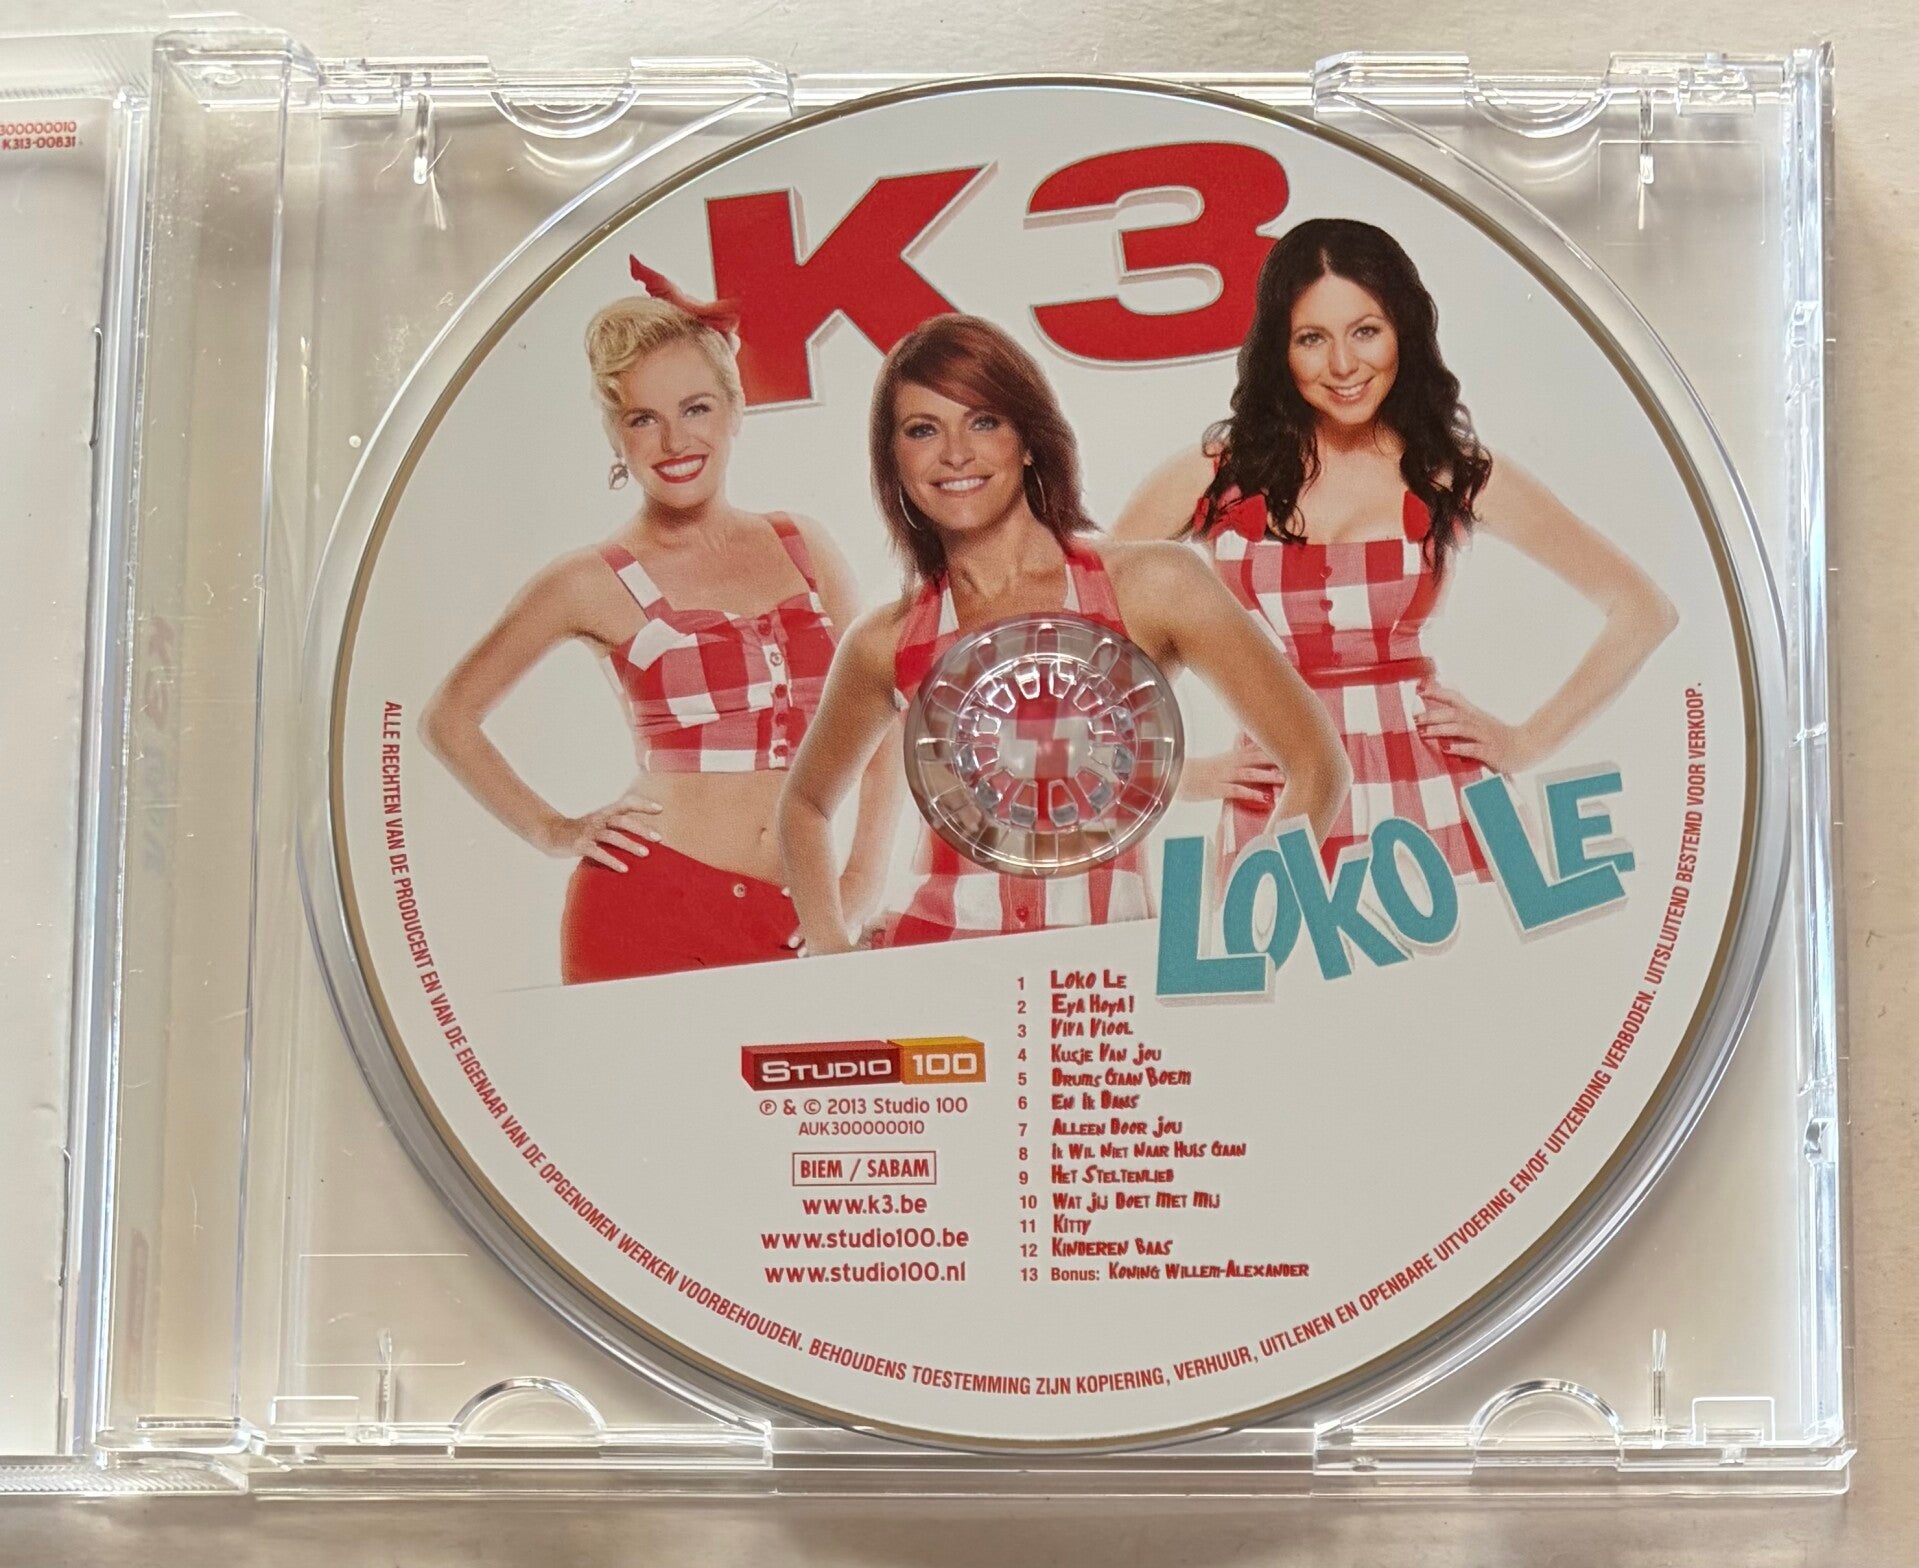 300000010
K313-00831
K3
LOKO LE
1 Loko Le
2 Eya Hoya!
3 Viva Viool
4 Kusje Van Jou
5 Drums Gaan Boem
6 En Ik Dans
7 Alleen Door Jou
8 Ik Wil Niet Naar Huis Gaan
9 Het Steltenlied
10 Wat Jij Doet Met Mij
11 Kitty
12 Kinderen Baas
13 Bonus: Koning Willem-Alexander
STUDIO 100
℗ & © 2013 Studio 100
AUK300000010
BIEM / SABAM
www.k3.be
www.studio100.be
www.studio100.nl
ALLE RECHTEN VAN DE PRODUCENT EN VAN DE EIGENAAR VAN DE OPGENOMEN WERKEN VOORBEHOUDEN. BEHOUDENS TOESTEMMING ZIJN KOPIERING, VERHUUR, UITLENEN EN OPENBARE UITVOERING EN/OF UITZENDING VERBODEN. UITSLUITEND BESTEMD VOOR VERKOOP.